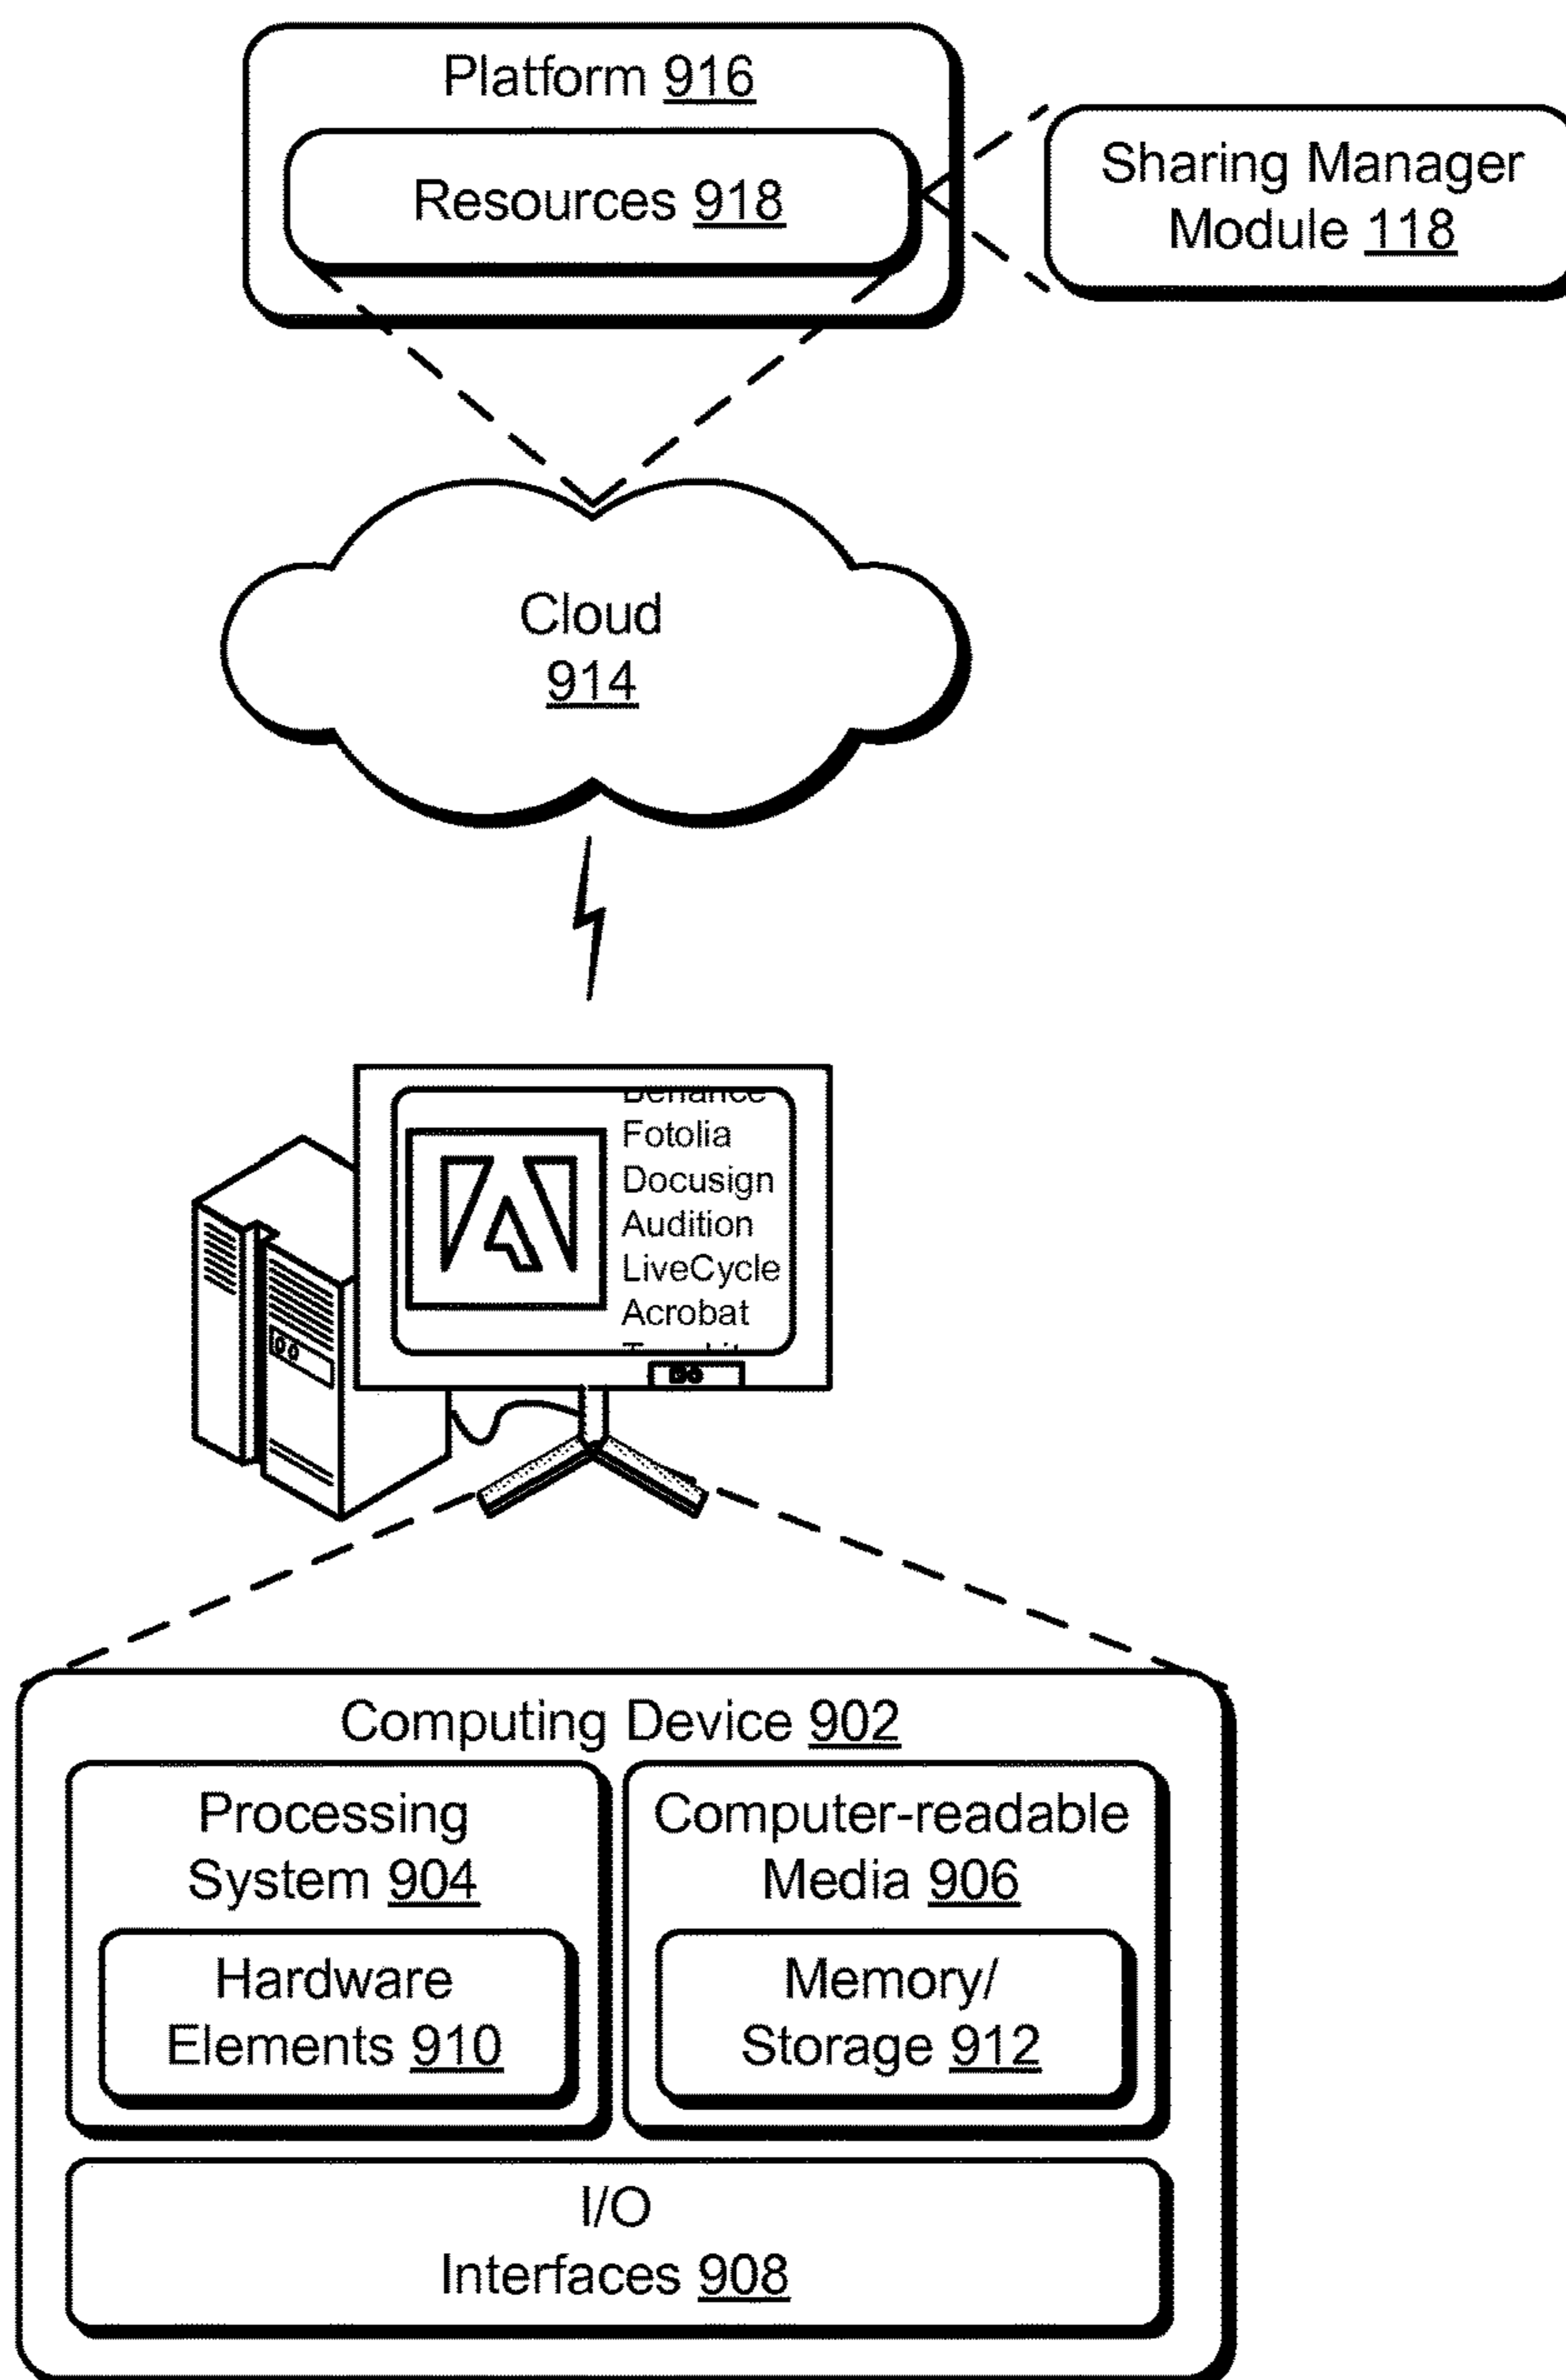 Platform 916
Resources 918
Sharing Manager
Module 118
Cloud
914
Fotolia
Docusign
Audition
LiveCycle
Acrobat
Computing Device 902
Processing
System 904
Hardware
Elements 910
Computer-readable
Media 906
Memory/
Storage 912
I/O
Interfaces 908